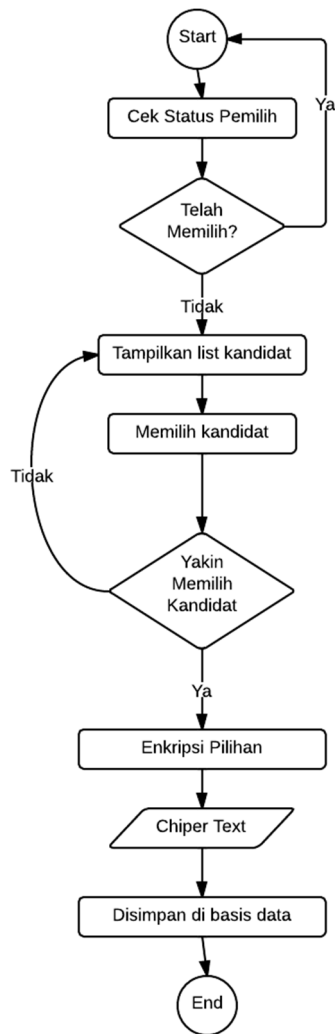 Start
Ya
Cek Status Pemilih
Telah
Memilih?
Tidak
Tampilkan list kandidat
Memilih kandidat
Tidak
Yakin
Memilih
Kandidat
Ya
Enkripsi Pilihan
Chiper Text
Disimpan di basis data
End